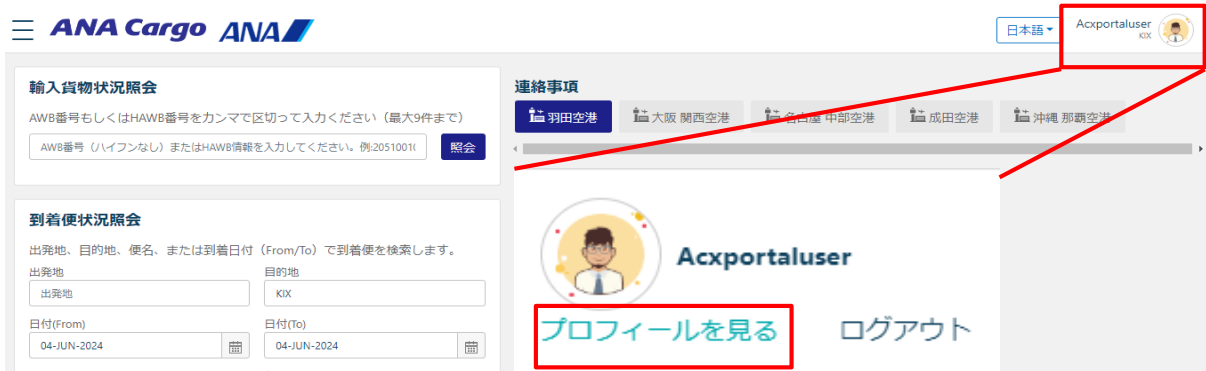 ANA Cargo ANA
日本語
Acxportaluser
KIX
輸入貨物状況照会
AWB番号もしくはHAWB番号をカンマで区切って入力ください（最大9件まで）
AWB番号（ハイフンなし）またはHAWB情報を入力してください。例:20510010
照会
到着便状況照会
出発地、目的地、便名、または到着日付（From/To）で到着便を検索します。
出発地
目的地
出発地
KIX
日付(From)
日付(To)
04-JUN-2024
04-JUN-2024
連絡事項
羽田空港
大阪 関西空港
名古屋 中部空港
成田空港
沖縄 那覇空港
Acxportaluser
プロフィールを見る
ログアウト